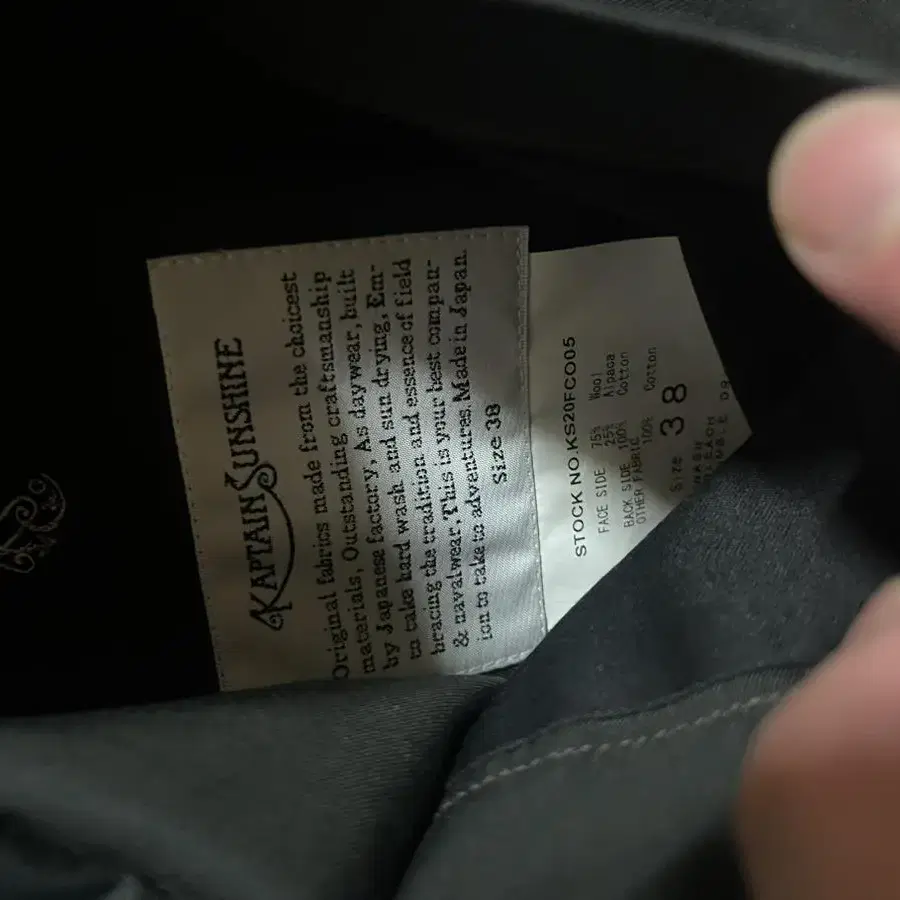 KAPTAIN SUNSHINE
Original fabrics made from the choicest
materials, Outstanding craftsmanship
by Japanese factory, As daywear, built
to take hard wash and sun drying, Em-
bracing the tradition and essence of field
& navalwear, This is your best compan-
ion to take to adventures. Made in Japan.
Size 38
STOCK NO.KS20FCO05
FACE SIDE 75% Wool
25% Alpaca
BACK SIDE 100% Cotton
OTHER FABRIC 100% Cotton
Size 38